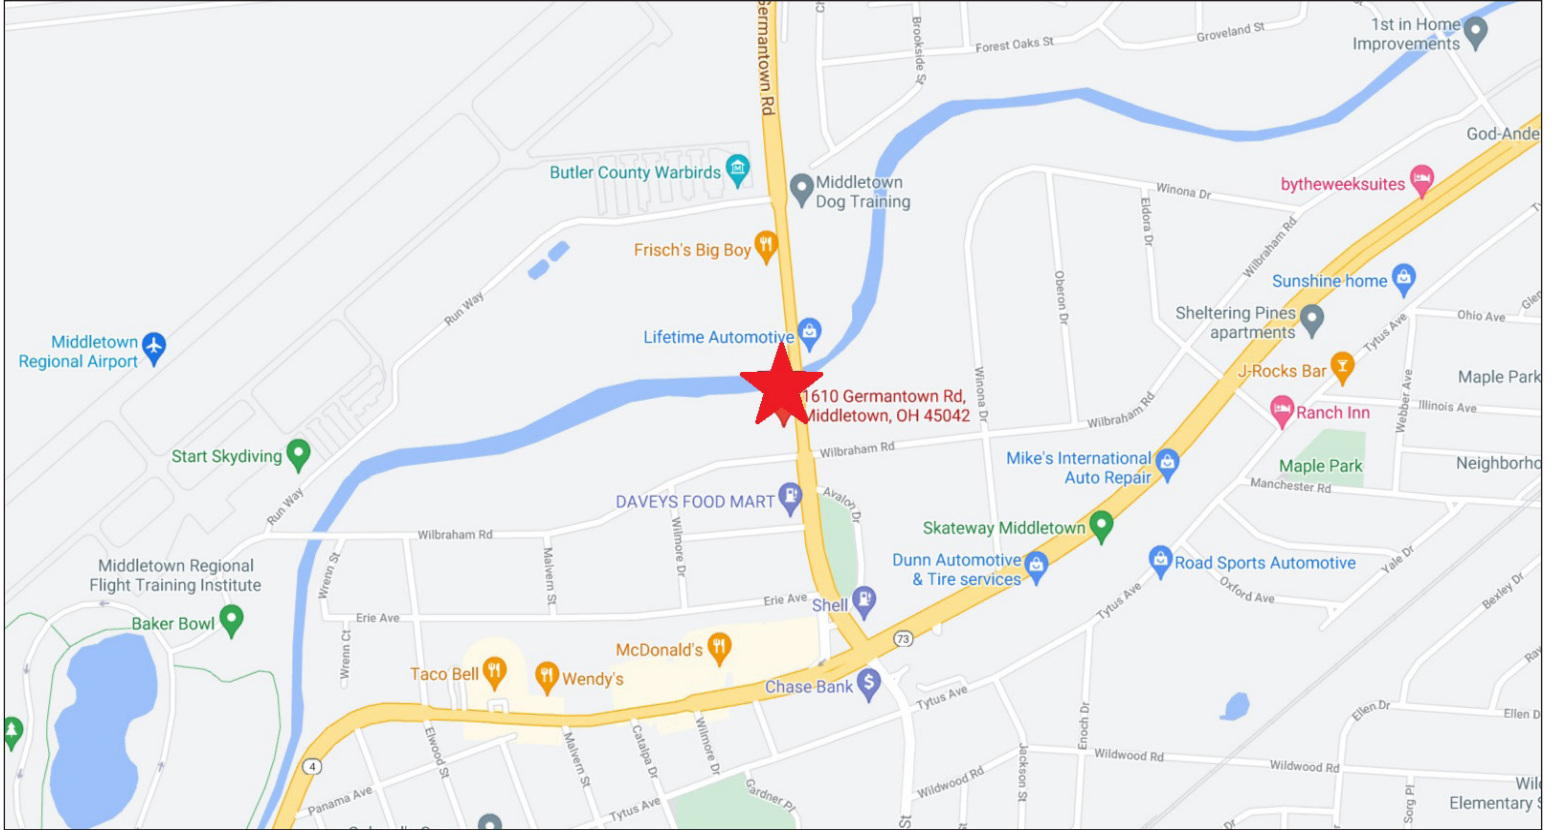 Germantown Rd
Brookside St
Forest Oaks St
Groveland St
1st in Home
Improvements
God-Ande
Butler County Warbirds
Middletown
Dog Training
Winona Dr
bytheweeksuites
Eldora Dr
Wilbraham Rd
Frisch's Big Boy
Sunshine home
Run Way
Oberon Dr
Sheltering Pines
apartments
Tytus Ave
Ohio Ave
Glen
Middletown
Regional Airport
Lifetime Automotive
J-Rocks Bar
Maple Park
Winona Dr
1610 Germantown Rd,
Middletown, OH 45042
Wilbraham Rd
Ranch Inn
Webber Ave
Illinois Ave
Start Skydiving
Wilbraham Rd
Mike's International
Auto Repair
Maple Park
Neighborho
Manchester Rd
Run Way
DAVEYS FOOD MART
Avalon Dr
Skateway Middletown
Wilbraham Rd
Wilmore Dr
Malvern St
Wrenn St
Middletown Regional
Flight Training Institute
Dunn Automotive
& Tire services
Road Sports Automotive
Yale Dr
Oxford Ave
Bexley Dr
Tytus Ave
Erie Ave
Shell
Baker Bowl
Erie Ave
Wrenn Ct
73
McDonald's
Taco Bell
Wendy's
Chase Bank
Tytus Ave
Ellen Dr
Ellen D
Enoch Dr
Elwood St
Malvern St
Catalpa Dr
Wilmore Dr
Jackson St
Wildwood Rd
Wildwood Rd
4
Panama Ave
Tytus Ave
Gardner Pl
Wildwood Rd
Sorg Pl
Elementary
St
Dr